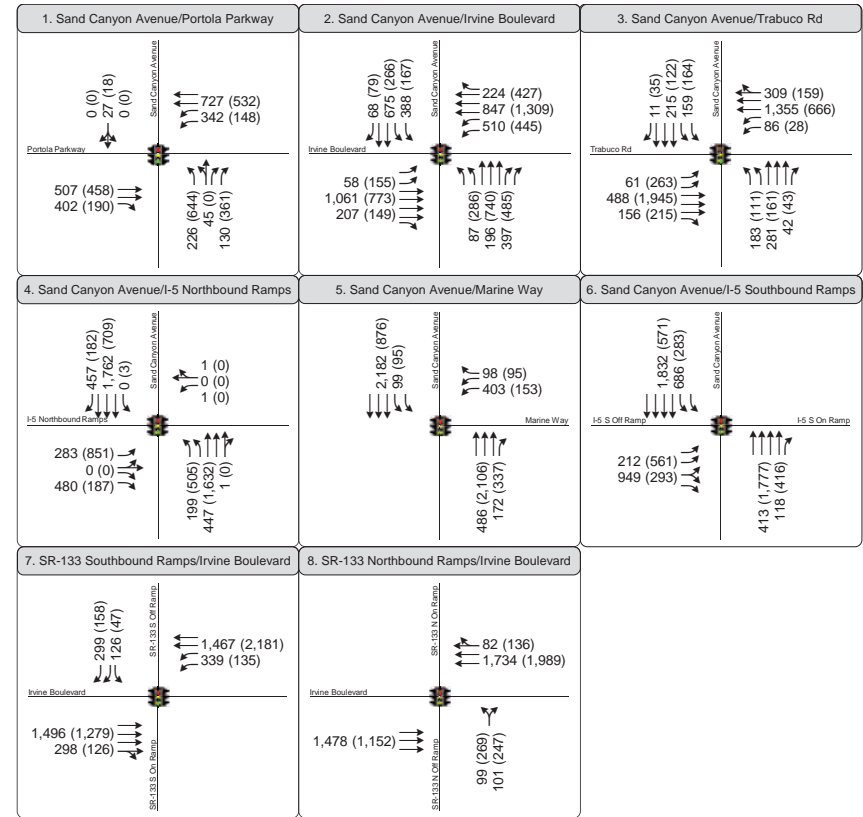 1. Sand Canyon Avenue/Portola Parkway
0 (0)
27 (18)
0 (0)
Sand Canyon Avenue
727 (532)
342 (148)
Portola Parkway
507 (458)
402 (190)
226 (644)
45 (0)
130 (361)
2. Sand Canyon Avenue/Irvine Boulevard
68 (79)
675 (266)
388 (167)
Sand Canyon Avenue
224 (427)
847 (1,309)
510 (445)
Irvine Boulevard
58 (155)
1,061 (773)
207 (149)
87 (286)
196 (740)
397 (485)
3. Sand Canyon Avenue/Trabuco Rd
11 (35)
215 (122)
159 (164)
Sand Canyon Avenue
309 (159)
1,355 (666)
86 (28)
Trabuco Rd
61 (263)
488 (1,945)
156 (215)
183 (111)
281 (161)
42 (43)
4. Sand Canyon Avenue/I-5 Northbound Ramps
457 (182)
1,762 (709)
0 (3)
Sand Canyon Avenue
1 (0)
0 (0)
1 (0)
I-5 Northbound Ramps
283 (851)
0 (0)
480 (187)
199 (505)
447 (1,632)
1 (0)
5. Sand Canyon Avenue/Marine Way
2,182 (876)
99 (95)
Sand Canyon Avenue
98 (95)
403 (153)
Marine Way
486 (2,106)
172 (337)
6. Sand Canyon Avenue/I-5 Southbound Ramps
1,832 (571)
686 (283)
Sand Canyon Avenue
I-5 S Off Ramp
I-5 S On Ramp
212 (561)
949 (293)
413 (1,777)
118 (416)
7. SR-133 Southbound Ramps/Irvine Boulevard
299 (158)
126 (47)
SR-133 S Off Ramp
1,467 (2,181)
339 (135)
Irvine Boulevard
1,496 (1,279)
298 (126)
SR-133 S On Ramp
8. SR-133 Northbound Ramps/Irvine Boulevard
SR-133 N On Ramp
82 (136)
1,734 (1,989)
Irvine Boulevard
1,478 (1,152)
SR-133 N Off Ramp
99 (269)
101 (247)